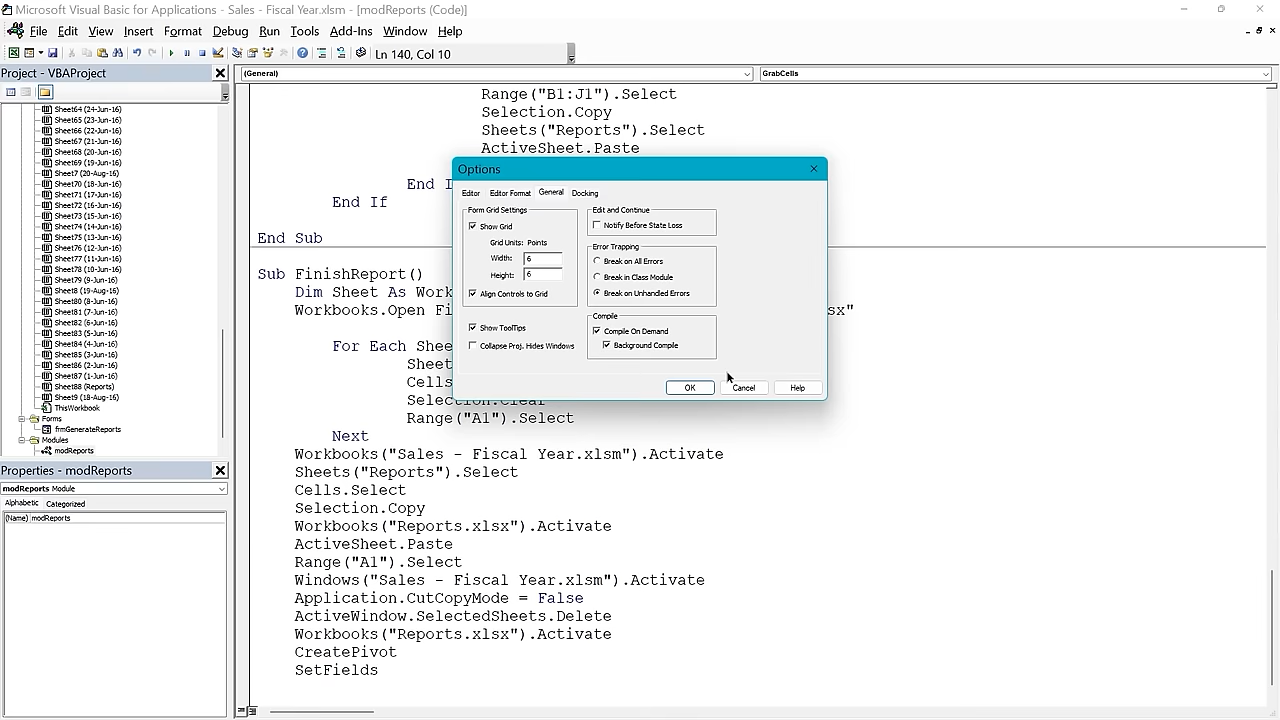 Microsoft Visual Basic for Applications - Sales - Fiscal Year.xlsm - [modReports (Code)]
File Edit View Insert Format Debug Run Tools Add-Ins Window Help
Ln 140, Col 10
Project - VBAProject
(General)
GrabCells
Sheet64 (24-Jun-16)
Sheet65 (23-Jun-16)
Sheet66 (22-Jun-16)
Sheet67 (21-Jun-16)
Sheet68 (20-Jun-16)
Sheet69 (19-Jun-16)
Sheet7 (20-Aug-16)
Sheet70 (18-Jun-16)
Sheet71 (17-Jun-16)
Sheet72 (16-Jun-16)
Sheet73 (15-Jun-16)
Sheet74 (14-Jun-16)
Sheet75 (13-Jun-16)
Sheet76 (12-Jun-16)
Sheet77 (11-Jun-16)
Sheet78 (10-Jun-16)
Sheet79 (9-Jun-16)
Sheet8 (19-Aug-16)
Sheet80 (8-Jun-16)
Sheet81 (7-Jun-16)
Sheet82 (6-Jun-16)
Sheet83 (5-Jun-16)
Sheet84 (4-Jun-16)
Sheet85 (3-Jun-16)
Sheet86 (2-Jun-16)
Sheet87 (1-Jun-16)
Sheet88 (Reports)
Sheet9 (18-Aug-16)
ThisWorkbook
Forms
frmGenerateReports
Modules
modReports
Properties - modReports
modReports Module
Alphabetic Categorized
(Name) modReports
Range("B1:J1").Select
Selection.Copy
Sheets("Reports").Select
ActiveSheet.Paste
End I
End If
End Sub
Sub FinishReport()
Dim Sheet As Work
Workbooks.Open Fi sx"
For Each Shee
Sheet
Cells
Selection.Clear
Range("A1").Select
Next
Workbooks("Sales - Fiscal Year.xlsm").Activate
Sheets("Reports").Select
Cells.Select
Selection.Copy
Workbooks("Reports.xlsx").Activate
ActiveSheet.Paste
Range("A1").Select
Windows("Sales - Fiscal Year.xlsm").Activate
Application.CutCopyMode = False
ActiveWindow.SelectedSheets.Delete
Workbooks("Reports.xlsx").Activate
CreatePivot
SetFields
Options
Editor Editor Format General Docking
Form Grid Settings
Show Grid
Grid Units: Points
Width: 6
Height: 6
Align Controls to Grid
Show ToolTips
Collapse Proj. Hides Windows
Edit and Continue
Notify Before State Loss
Error Trapping
Break on All Errors
Break in Class Module
Break on Unhandled Errors
Compile
Compile On Demand
Background Compile
OK Cancel Help